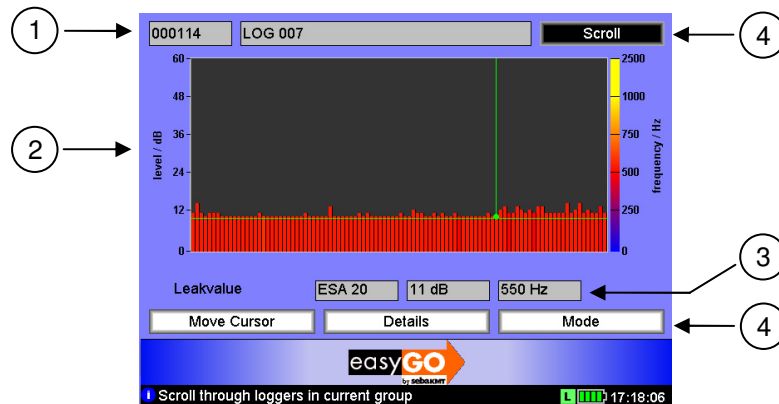 1
000114
LOG 007
Scroll
4
2
level / dB
60
48
36
24
12
0
2500
1000
750
500
250
0
frequency / Hz
3
Leakvalue
ESA 20
11 dB
550 Hz
Move Cursor
Details
Mode
4
easyGO
by sebaKMT
i Scroll through loggers in current group
L
17:18:06